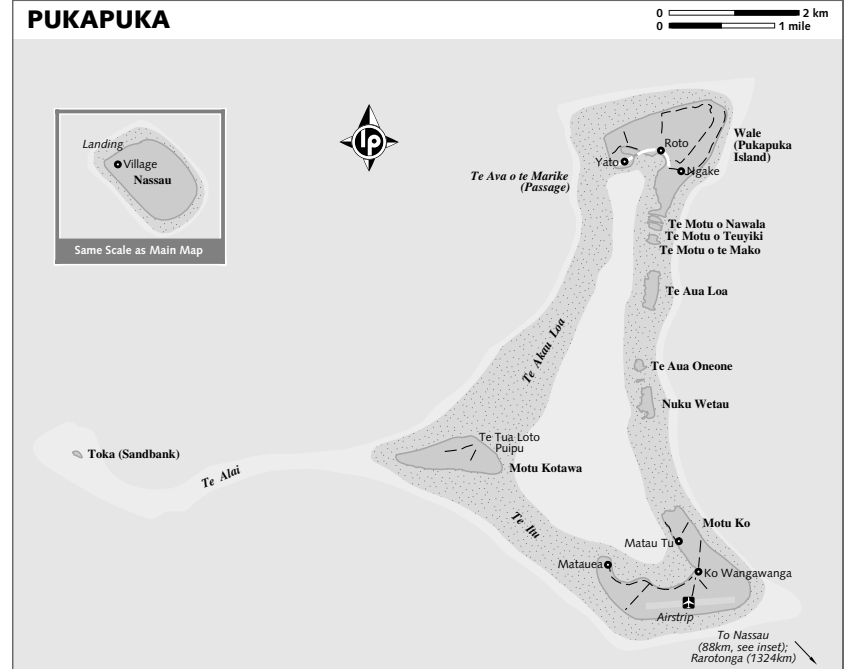 PUKAPUKA
0 2 km
0 1 mile
Landing
Village
Nassau
Same Scale as Main Map
lp
Roto
Yato
Ngake
Wale
(Pukapuka
Island)
Te Ava o te Marike
(Passage)
Te Motu o Nawala
Te Motu o Teuyiki
Te Motu o te Mako
Te Aua Loa
Te Akau Loa
Te Aua Oneone
Nuku Wetau
Te Tua Loto
Puipu
Motu Kotawa
Toka (Sandbank)
Te Alai
Te Itu
Motu Ko
Matau Tu
Matauea
Ko Wangawanga
Airstrip
To Nassau
(88km, see inset);
Rarotonga (1324km)